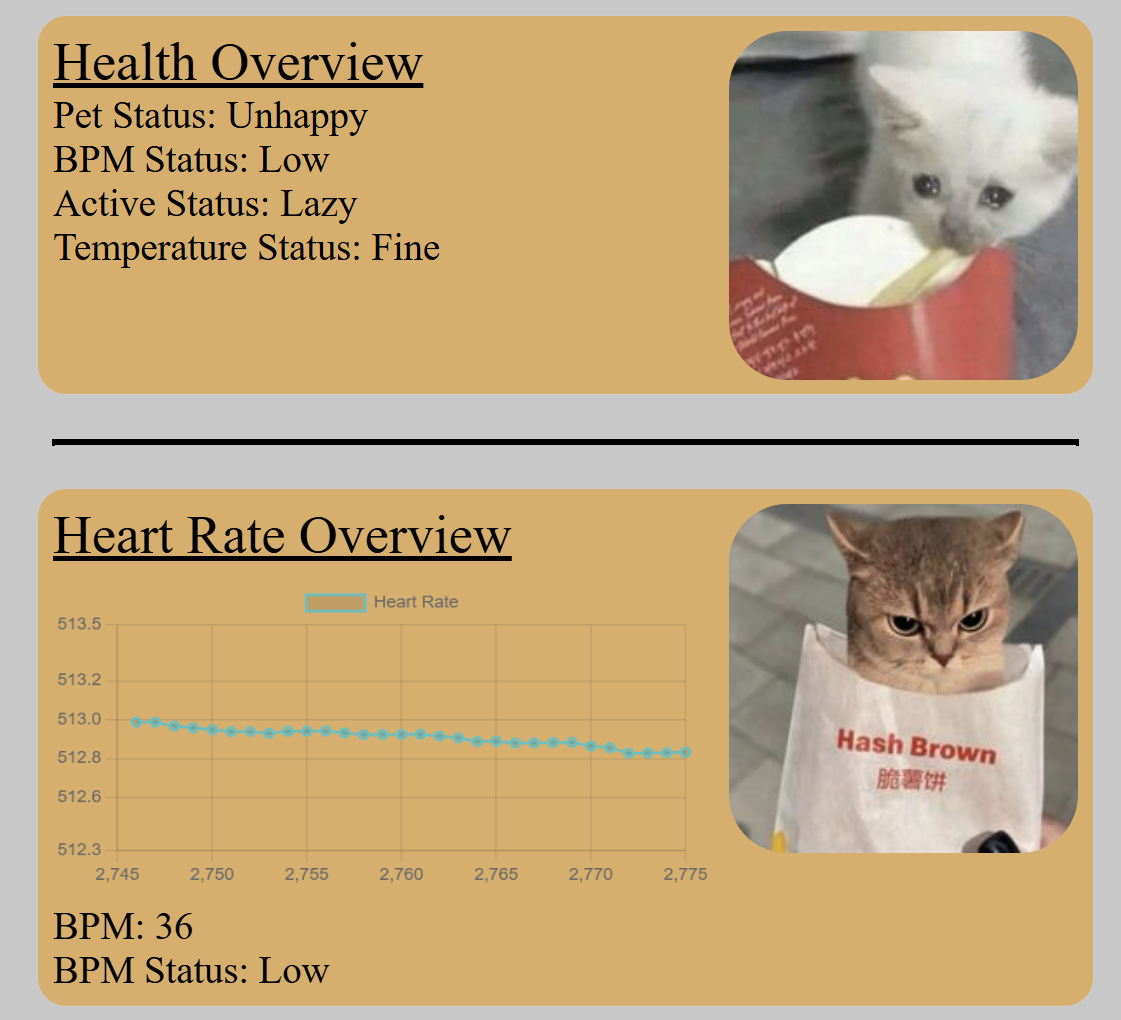 Health Overview
Pet Status: Unhappy
BPM Status: Low
Active Status: Lazy
Temperature Status: Fine
Heart Rate Overview
Heart Rate
513.5
513.2
513.0
512.8
512.6
512.3
2,745 2,750 2,755 2,760 2,765 2,770 2,775
Hash Brown
脆薯饼
BPM: 36
BPM Status: Low